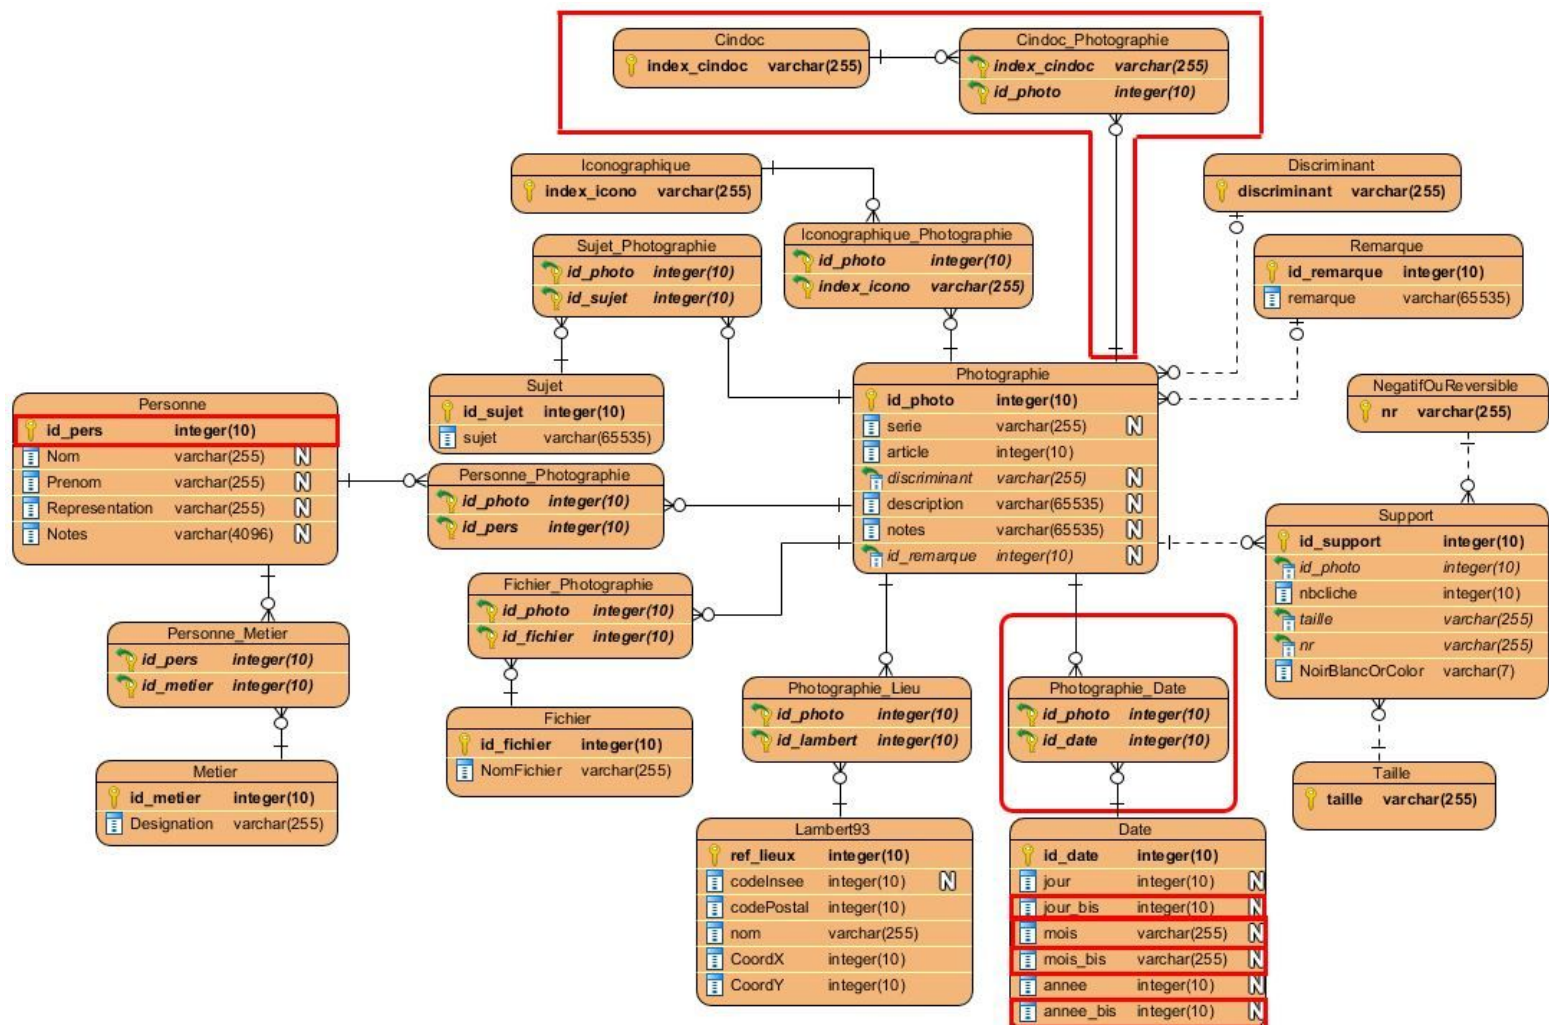 Cindoc
index_cindoc varchar(255)
Cindoc_Photographie
index_cindoc varchar(255)
id_photo integer(10)
Iconographique
index_icono varchar(255)
Discriminant
discriminant varchar(255)
Sujet_Photographie
id_photo integer(10)
id_sujet integer(10)
Iconographique_Photographie
id_photo integer(10)
index_icono varchar(255)
Remarque
id_remarque integer(10)
remarque varchar(65535)
Personne
id_pers integer(10)
Nom varchar(255) N
Prenom varchar(255) N
Representation varchar(255) N
Notes varchar(4096) N
Sujet
id_sujet integer(10)
sujet varchar(65535)
Photographie
id_photo integer(10)
serie varchar(255) N
article integer(10)
discriminant varchar(255) N
description varchar(65535) N
notes varchar(65535) N
id_remarque integer(10) N
NegatifOuReversible
nr varchar(255)
Personne_Photographie
id_photo integer(10)
id_pers integer(10)
Support
id_support integer(10)
id_photo integer(10)
nbcliche integer(10)
taille varchar(255)
nr varchar(255)
NoirBlancOrColor varchar(7)
Fichier_Photographie
id_photo integer(10)
id_fichier integer(10)
Personne_Metier
id_pers integer(10)
id_metier integer(10)
Photographie_Lieu
id_photo integer(10)
id_lambert integer(10)
Photographie_Date
id_photo integer(10)
id_date integer(10)
Fichier
id_fichier integer(10)
NomFichier varchar(255)
Metier
id_metier integer(10)
Designation varchar(255)
Taille
taille varchar(255)
Lambert93
ref_lieux integer(10)
codeInsee integer(10) N
codePostal integer(10)
nom varchar(255)
CoordX integer(10)
CoordY integer(10)
Date
id_date integer(10)
jour integer(10) N
jour_bis integer(10) N
mois varchar(255) N
mois_bis varchar(255) N
annee integer(10) N
annee_bis integer(10) N